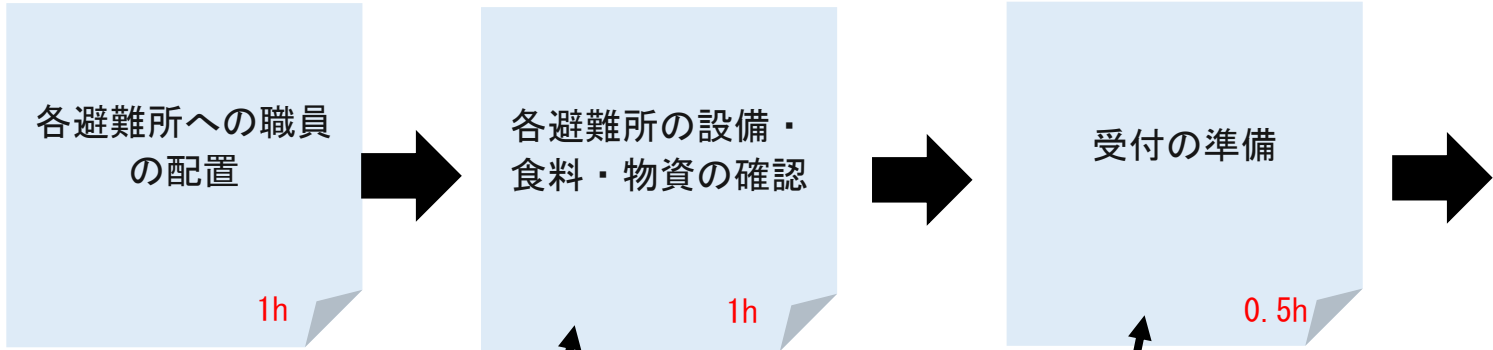 各避難所への職員
の配置
1h
各避難所の設備・
食料・物資の確認
1h
受付の準備
0.5h